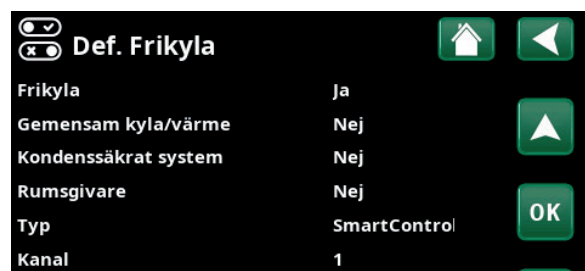 Def. Frikyla
Frikyla Ja
Gemensam kyla/värme Nej
Kondenssäkrat system Nej
Rumsgivare Nej
Typ SmartControl
OK
Kanal 1